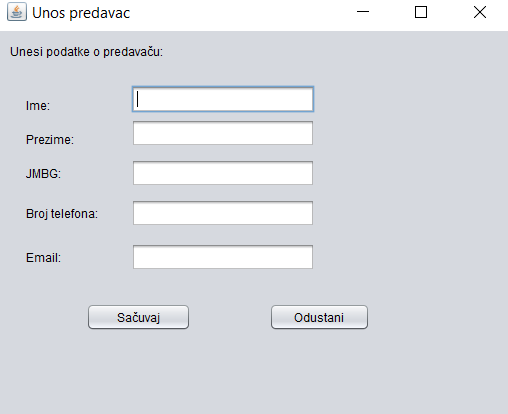 Unos predavac
Unesi podatke o predavaču:
Ime:
Prezime:
JMBG:
Broj telefona:
Email:
Sačuvaj Odustani